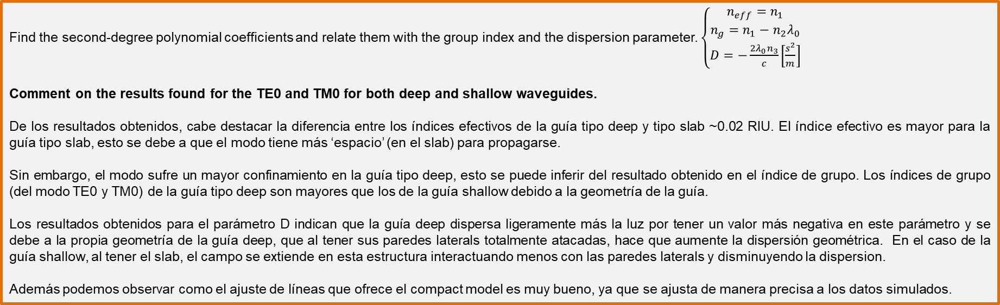 Find the second-degree polynomial coefficients and relate them with the group index and the dispersion parameter. { n_{eff} = n_1
n_g = n_1 − n_2 λ_0
D = − \frac{2λ_0 n_3}{c} [\frac{s^2}{m}]
Comment on the results found for the TE0 and TM0 for both deep and shallow waveguides.
De los resultados obtenidos, cabe destacar la diferencia entre los índices efectivos de la guía tipo deep y tipo slab ~0.02 RIU. El índice efectivo es mayor para la
guía tipo slab, esto se debe a que el modo tiene más ‘espacio’ (en el slab) para propagarse.
Sin embargo, el modo sufre un mayor confinamiento en la guía tipo deep, esto se puede inferir del resultado obtenido en el índice de grupo. Los índices de grupo
(del modo TE0 y TM0) de la guía tipo deep son mayores que los de la guía shallow debido a la geometría de la guía.
Los resultados obtenidos para el parámetro D indican que la guía deep dispersa ligeramente más la luz por tener un valor más negativa en este parámetro y se
debe a la propia geometría de la guía deep, que al tener sus paredes laterals totalmente atacadas, hace que aumente la dispersión geométrica. En el caso de la
guía shallow, al tener el slab, el campo se extiende en esta estructura interactuando menos con las paredes laterals y disminuyendo la dispersion.
Además podemos observar como el ajuste de líneas que ofrece el compact model es muy bueno, ya que se ajusta de manera precisa a los datos simulados.